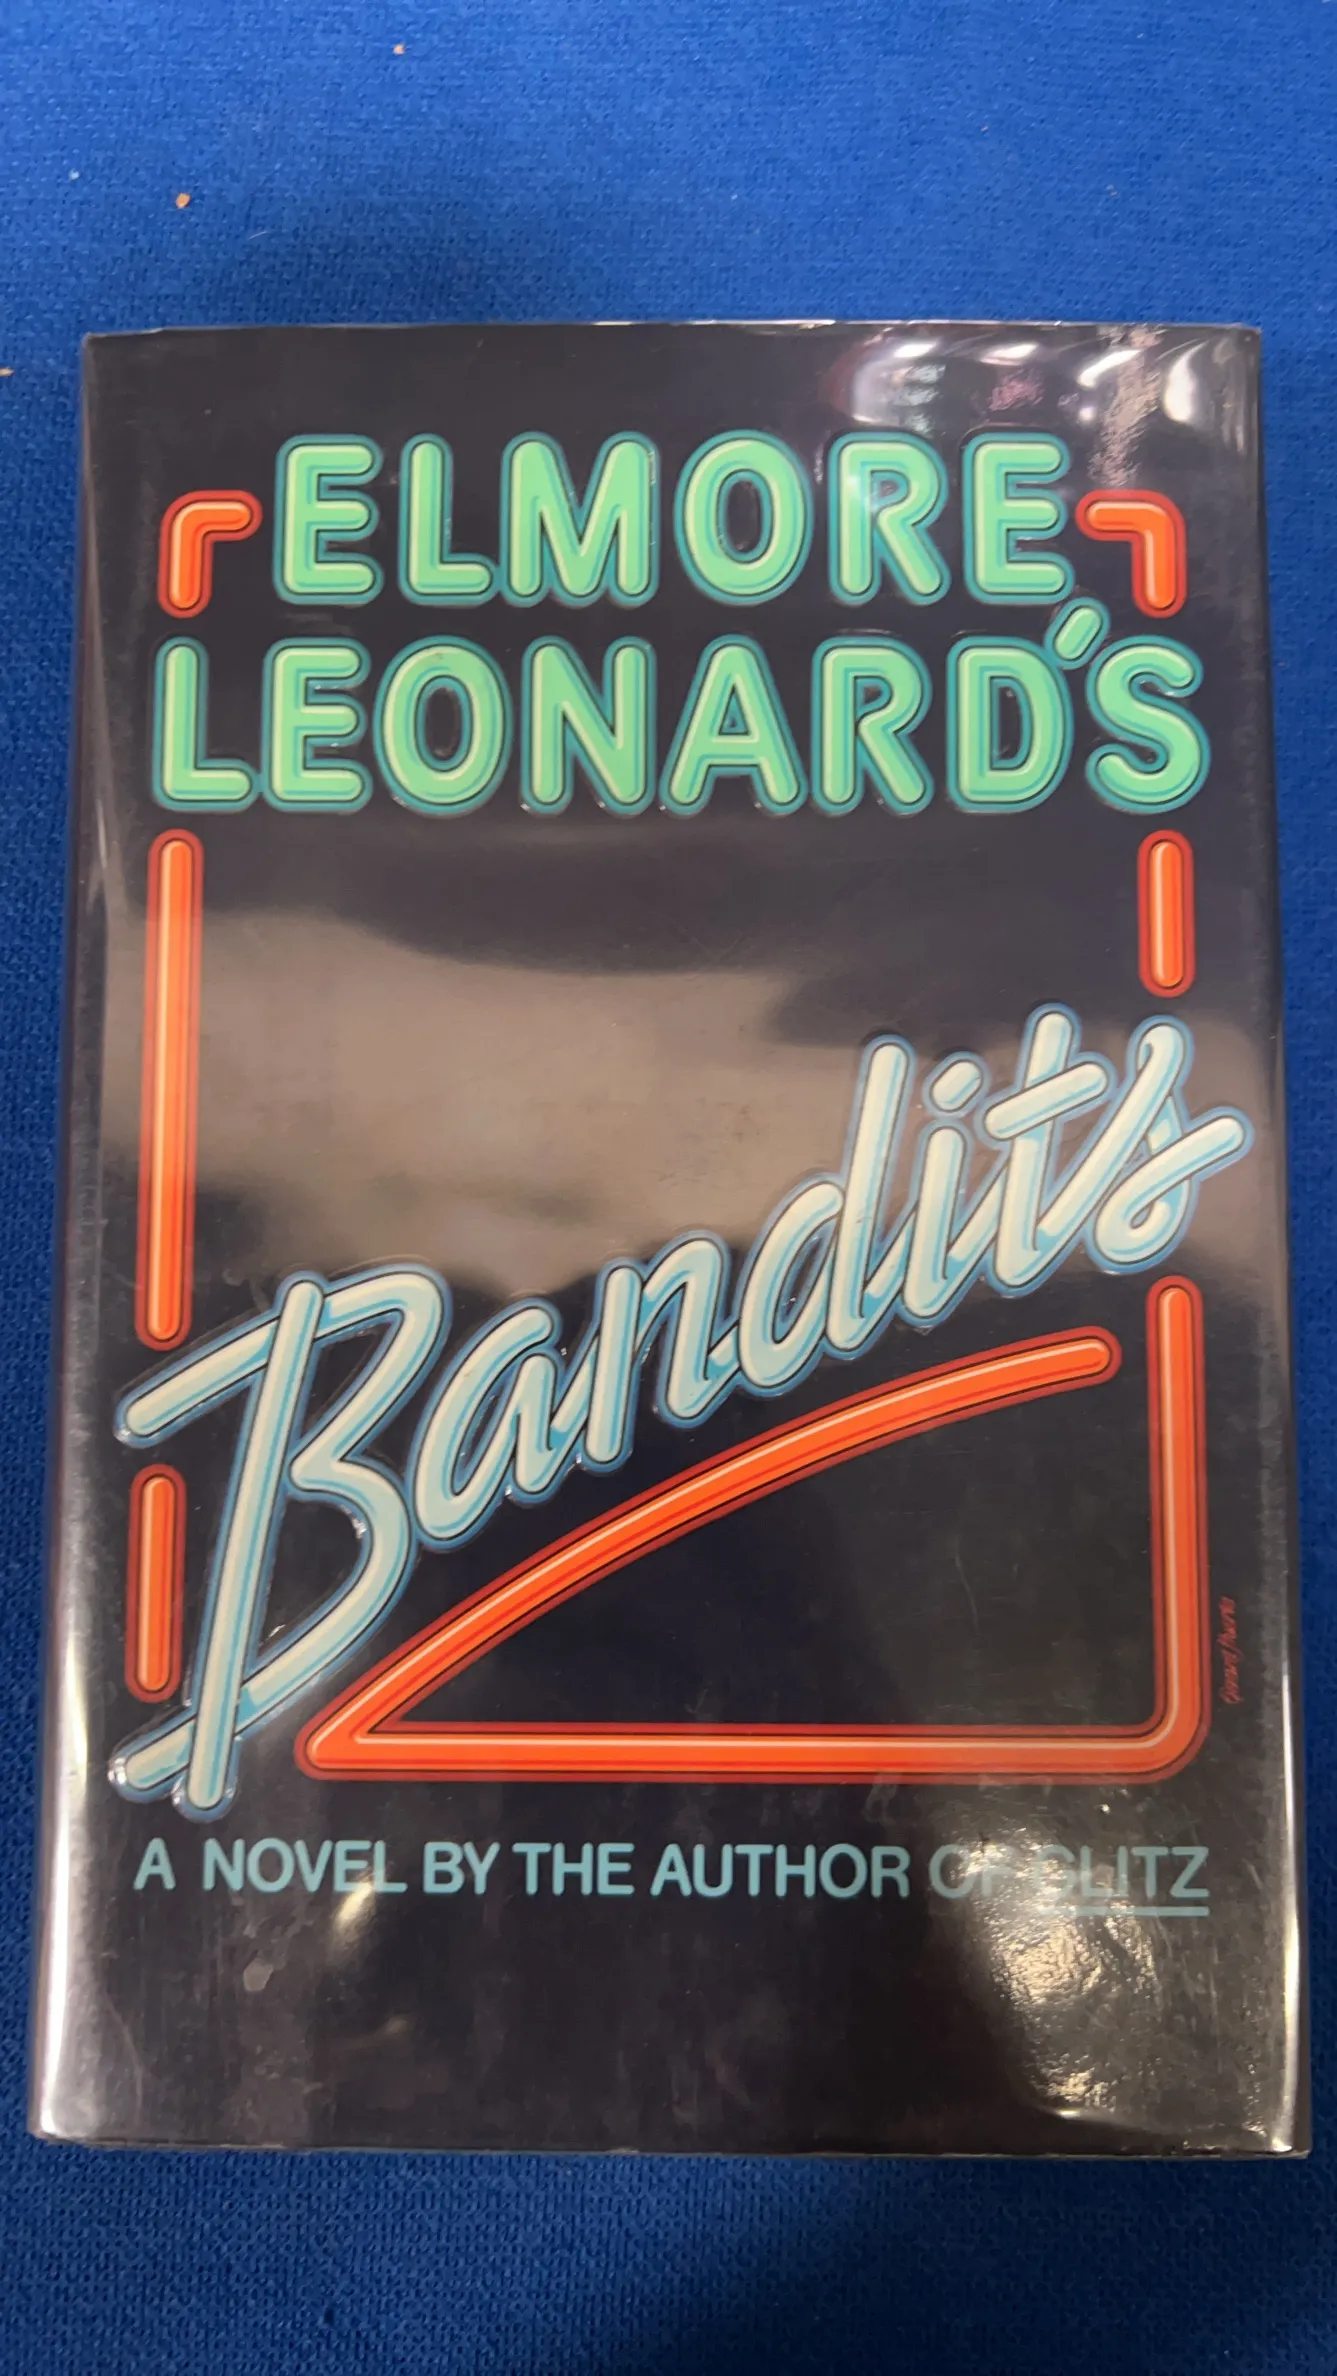 ELMORE
LEONARD'S
Bandits
A NOVEL BY THE AUTHOR OF GLITZ